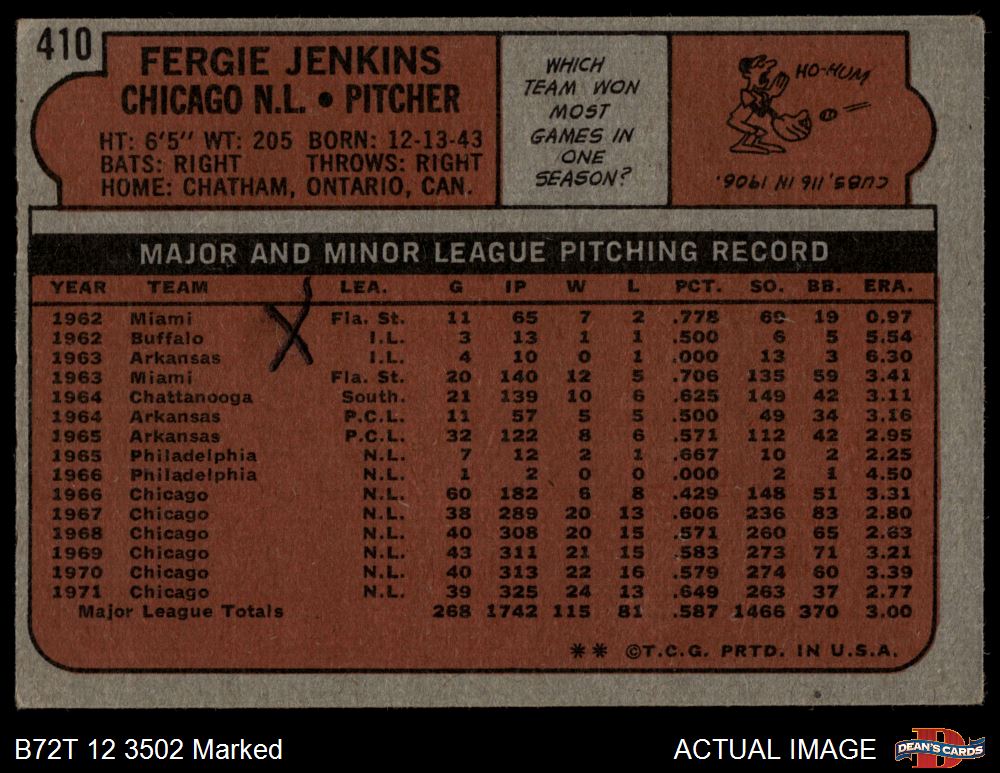 410
FERGIE JENKINS
CHICAGO N.L. • PITCHER
HT: 6'5" WT: 205 BORN: 12-13-43
BATS: RIGHT THROWS: RIGHT
HOME: CHATHAM, ONTARIO, CAN.
WHICH
TEAM WON
MOST
GAMES IN
ONE
SEASON?
HO-HUM
CUBS, 116 IN 1906.
MAJOR AND MINOR LEAGUE PITCHING RECORD
YEAR TEAM LEA. G IP W L PCT. SO. BB. ERA.
1962 Miami Fla. St. 11 65 7 2 .778 69 19 0.97
1962 Buffalo I.L. 3 13 1 1 .500 6 5 5.54
1963 Arkansas I.L. 4 10 0 1 .000 13 3 6.30
1963 Miami Fla. St. 20 140 12 5 .706 135 59 3.41
1964 Chattanooga South. 21 139 10 6 .625 149 42 3.11
1964 Arkansas P.C.L. 11 57 5 5 .500 49 34 3.16
1965 Arkansas P.C.L. 32 122 8 6 .571 112 42 2.95
1965 Philadelphia N.L. 7 12 2 1 .667 10 2 2.25
1966 Philadelphia N.L. 1 2 0 0 .000 2 1 4.50
1966 Chicago N.L. 60 182 6 8 .429 148 51 3.31
1967 Chicago N.L. 38 289 20 13 .606 236 83 2.80
1968 Chicago N.L. 40 308 20 15 .571 260 65 2.63
1969 Chicago N.L. 43 311 21 15 .583 273 71 3.21
1970 Chicago N.L. 40 313 22 16 .579 274 60 3.39
1971 Chicago N.L. 39 325 24 13 .649 263 37 2.77
Major League Totals 268 1742 115 81 .587 1466 370 3.00
** ©T.C.G. PRTD. IN U.S.A.
B72T 12 3502 Marked
ACTUAL IMAGE
DEAN'S CARDS